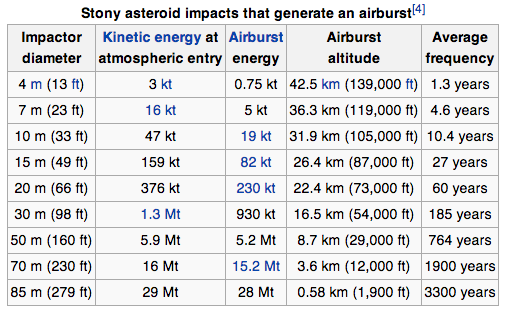 Stony asteroid impacts that generate an airburst[4]
Impactor diameter Kinetic energy at atmospheric entry Airburst energy Airburst altitude Average frequency
4 m (13 ft) 3 kt 0.75 kt 42.5 km (139,000 ft) 1.3 years
7 m (23 ft) 16 kt 5 kt 36.3 km (119,000 ft) 4.6 years
10 m (33 ft) 47 kt 19 kt 31.9 km (105,000 ft) 10.4 years
15 m (49 ft) 159 kt 82 kt 26.4 km (87,000 ft) 27 years
20 m (66 ft) 376 kt 230 kt 22.4 km (73,000 ft) 60 years
30 m (98 ft) 1.3 Mt 930 kt 16.5 km (54,000 ft) 185 years
50 m (160 ft) 5.9 Mt 5.2 Mt 8.7 km (29,000 ft) 764 years
70 m (230 ft) 16 Mt 15.2 Mt 3.6 km (12,000 ft) 1900 years
85 m (279 ft) 29 Mt 28 Mt 0.58 km (1,900 ft) 3300 years